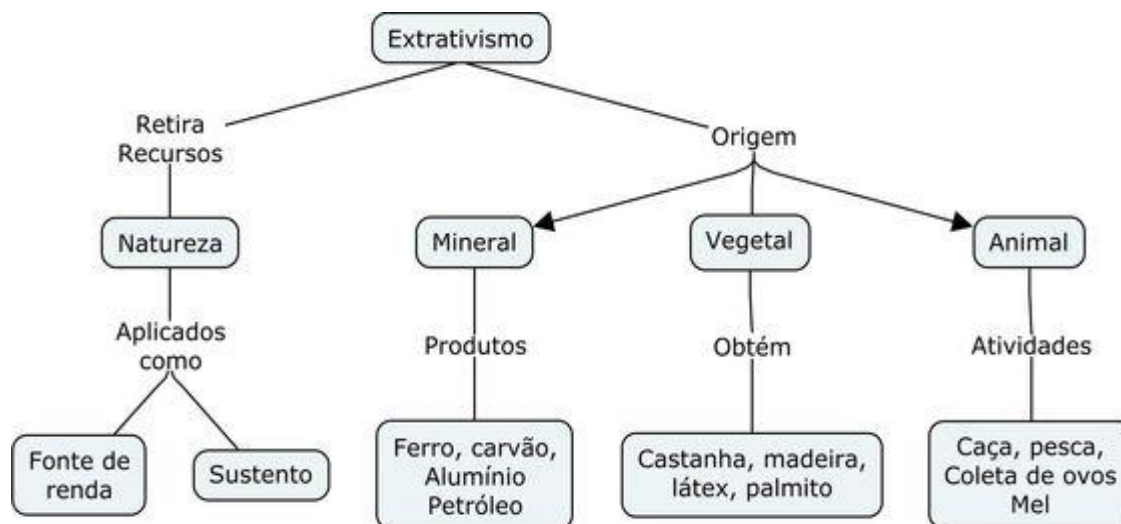 Extrativismo
Retira
Recursos
Origem
Natureza
Mineral
Vegetal
Animal
Aplicados
como
Produtos
Obtém
Atividades
Fonte de
renda
Sustento
Ferro, carvão,
Alumínio
Petróleo
Castanha, madeira,
látex, palmito
Caça, pesca,
Coleta de ovos
Mel